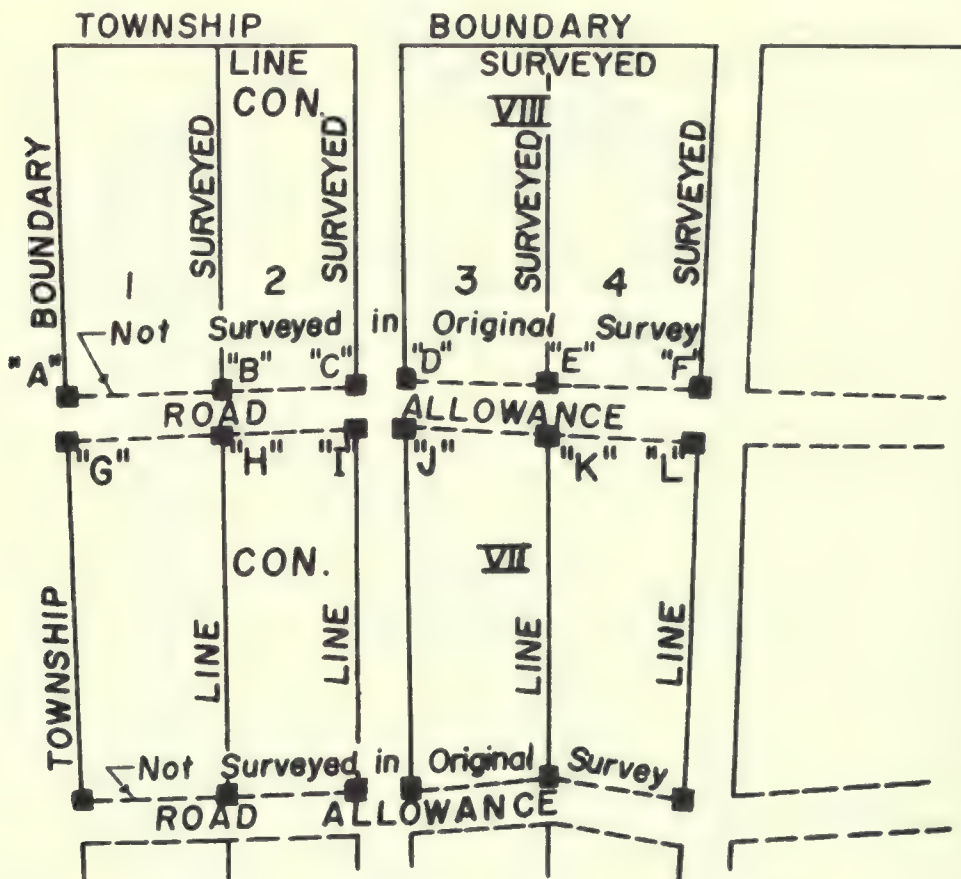 TOWNSHIP BOUNDARY
LINE SURVEYED
CON. VIII
BOUNDARY
SURVEYED
SURVEYED
SURVEYED
SURVEYED
1 2 3 4
Not Surveyed in Original Survey
"A" "B" "C" "D" "E" "F"
ROAD ALLOWANCE
"G" "H" "I" "J" "K" "L"
CON. VII
TOWNSHIP
LINE
LINE
LINE
LINE
Not Surveyed in Original Survey
ROAD ALLOWANCE